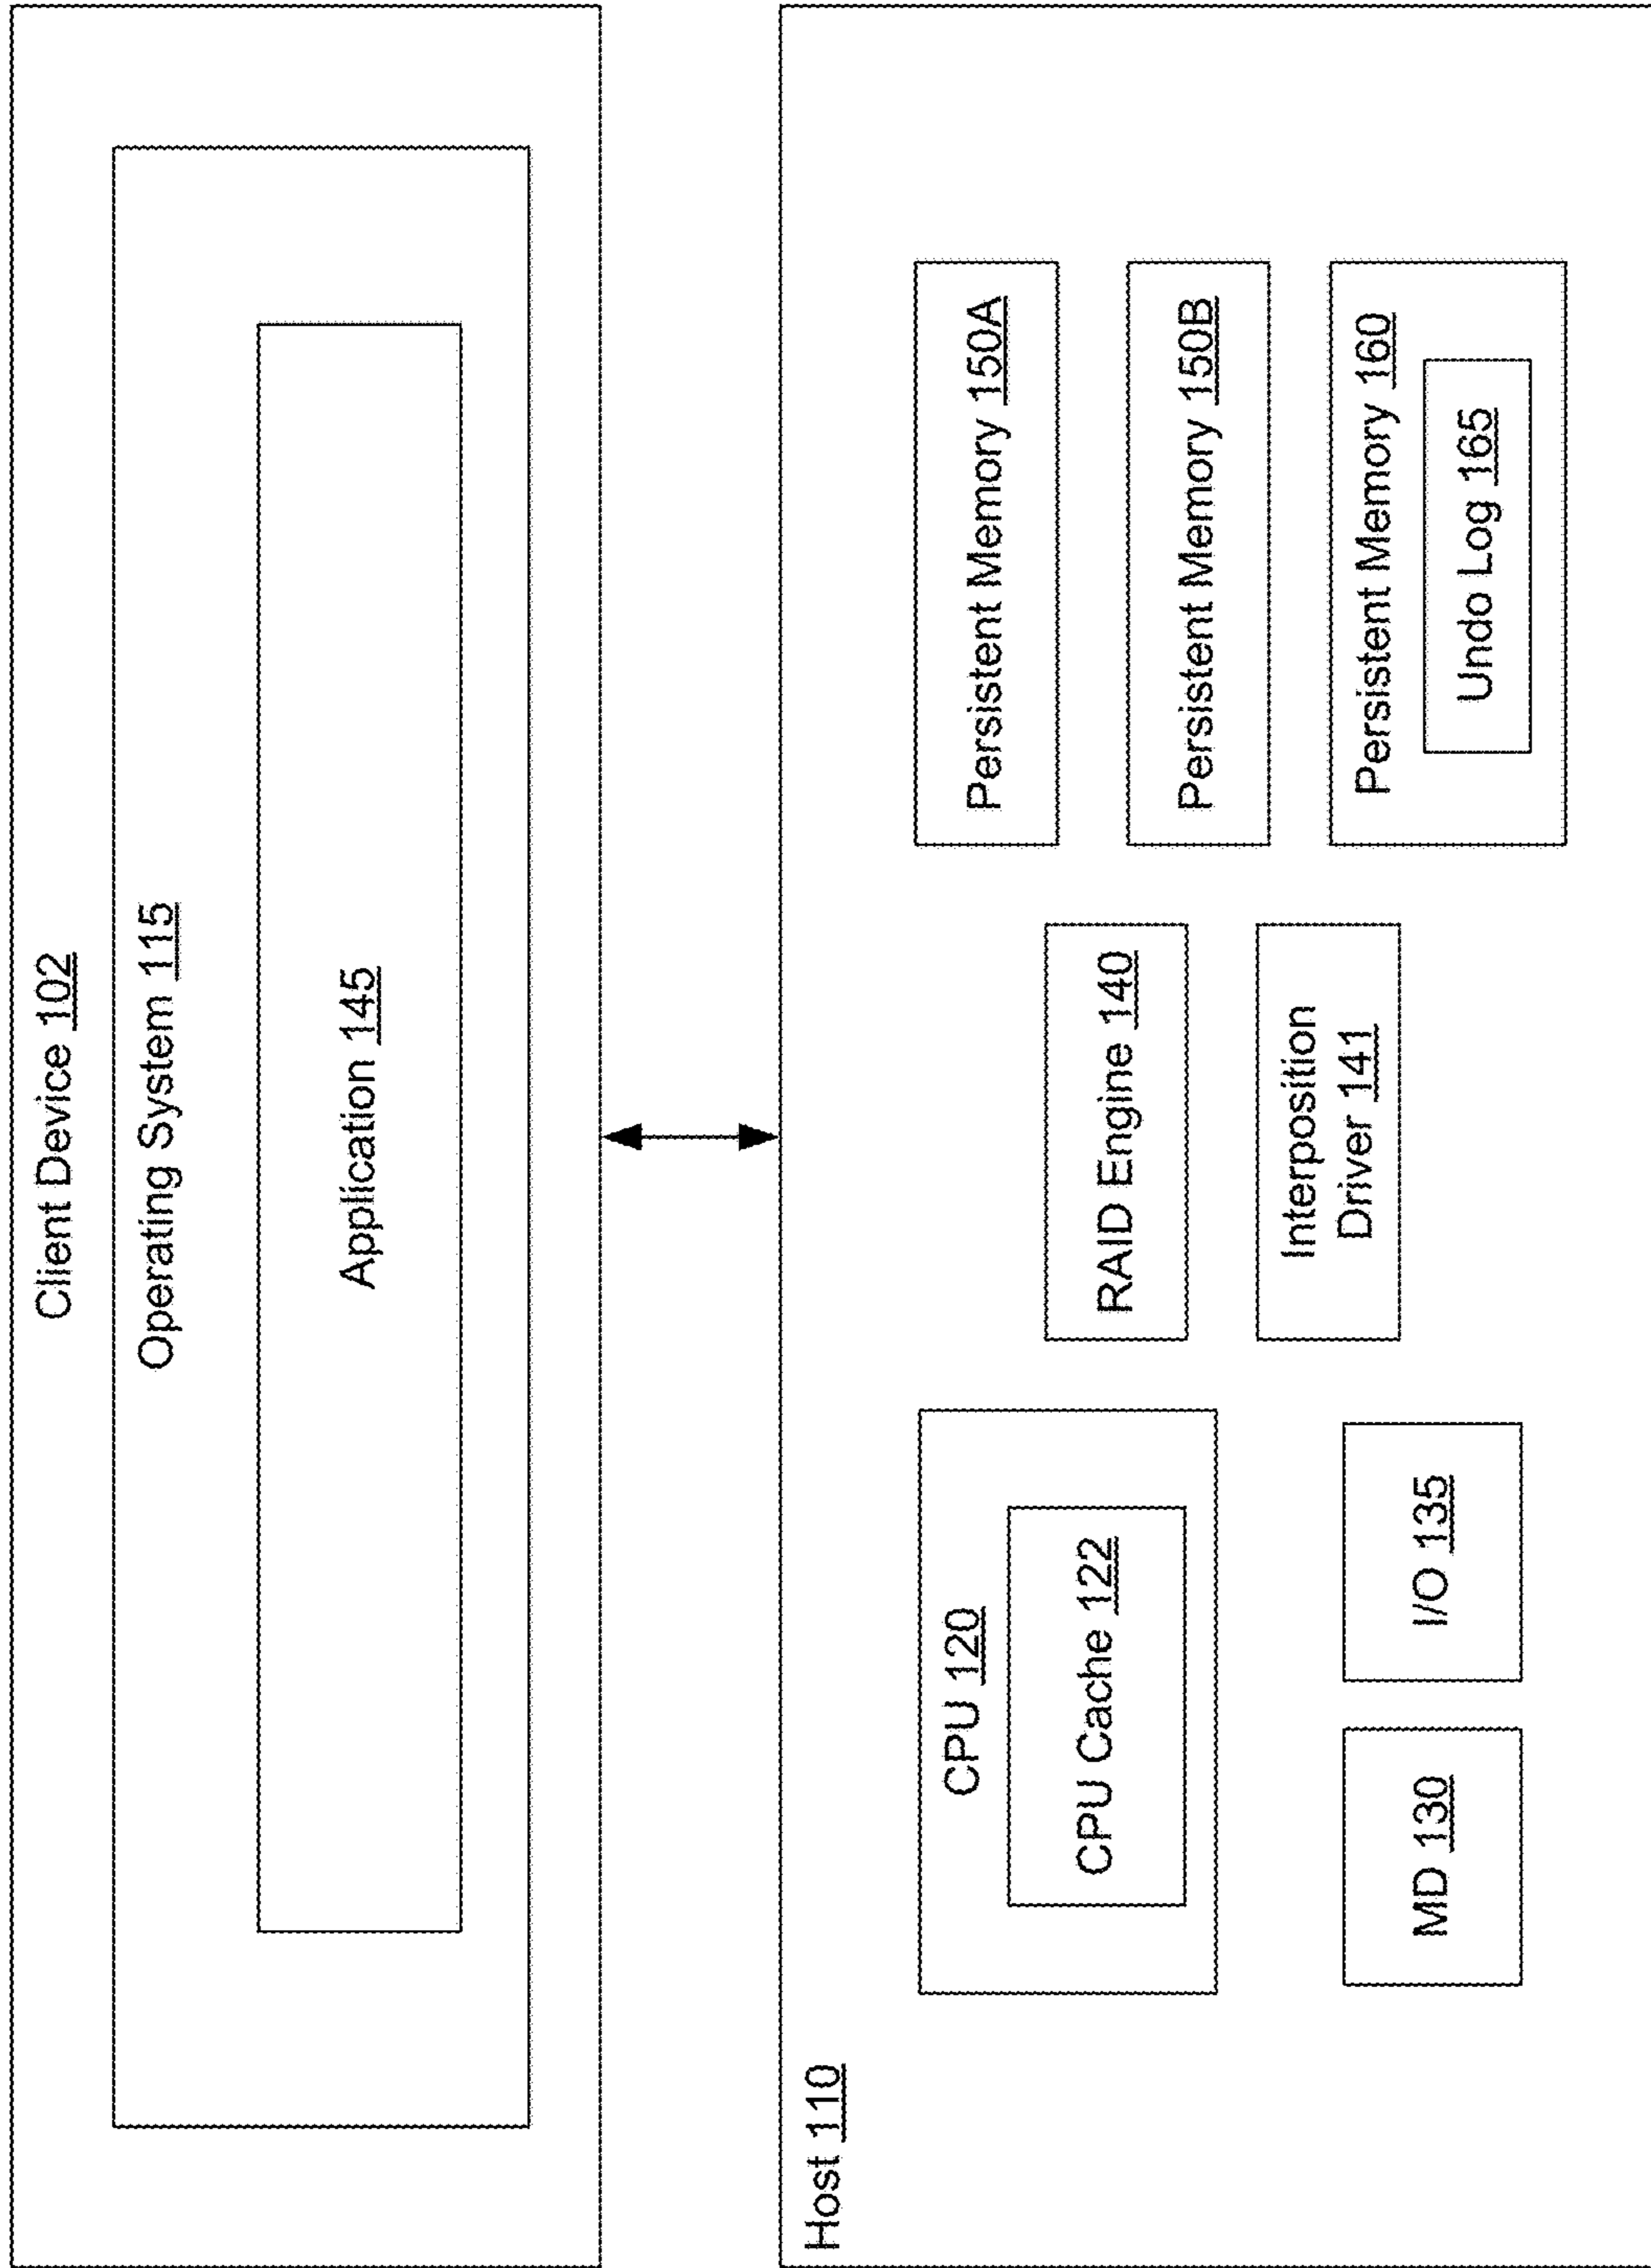 Client Device 102
Operating System 115
Application 145
Host 110
CPU 120
CPU Cache 122
MD 130
I/O 135
RAID Engine 140
Interposition
Driver 141
Persistent Memory 150A
Persistent Memory 150B
Persistent Memory 160
Undo Log 165